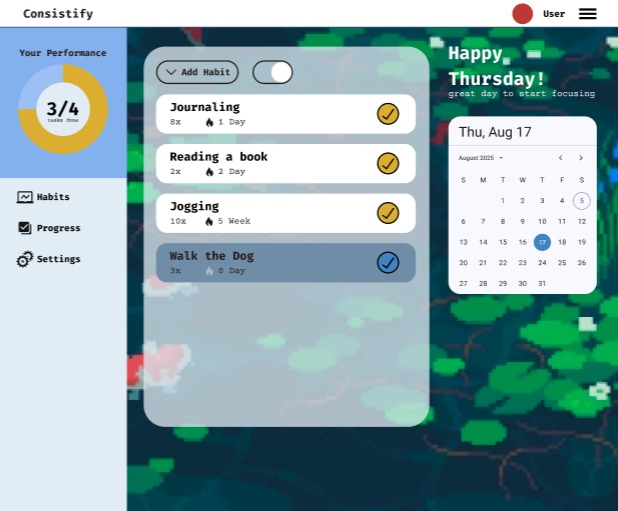 Consistify
User
Your Performance
3/4
tasks done
Habits
Progress
Settings
Add Habit
Journaling
8x 1 Day
Reading a book
2x 2 Day
Jogging
10x 5 Week
Walk the Dog
3x 0 Day
Happy
Thursday!
great day to start focusing
Thu, Aug 17
August 2025
S M T W T F S
1 2 3 4 5
6 7 8 9 10 11 12
13 14 15 16 17 18 19
20 21 22 23 24 25 26
27 28 29 30 31